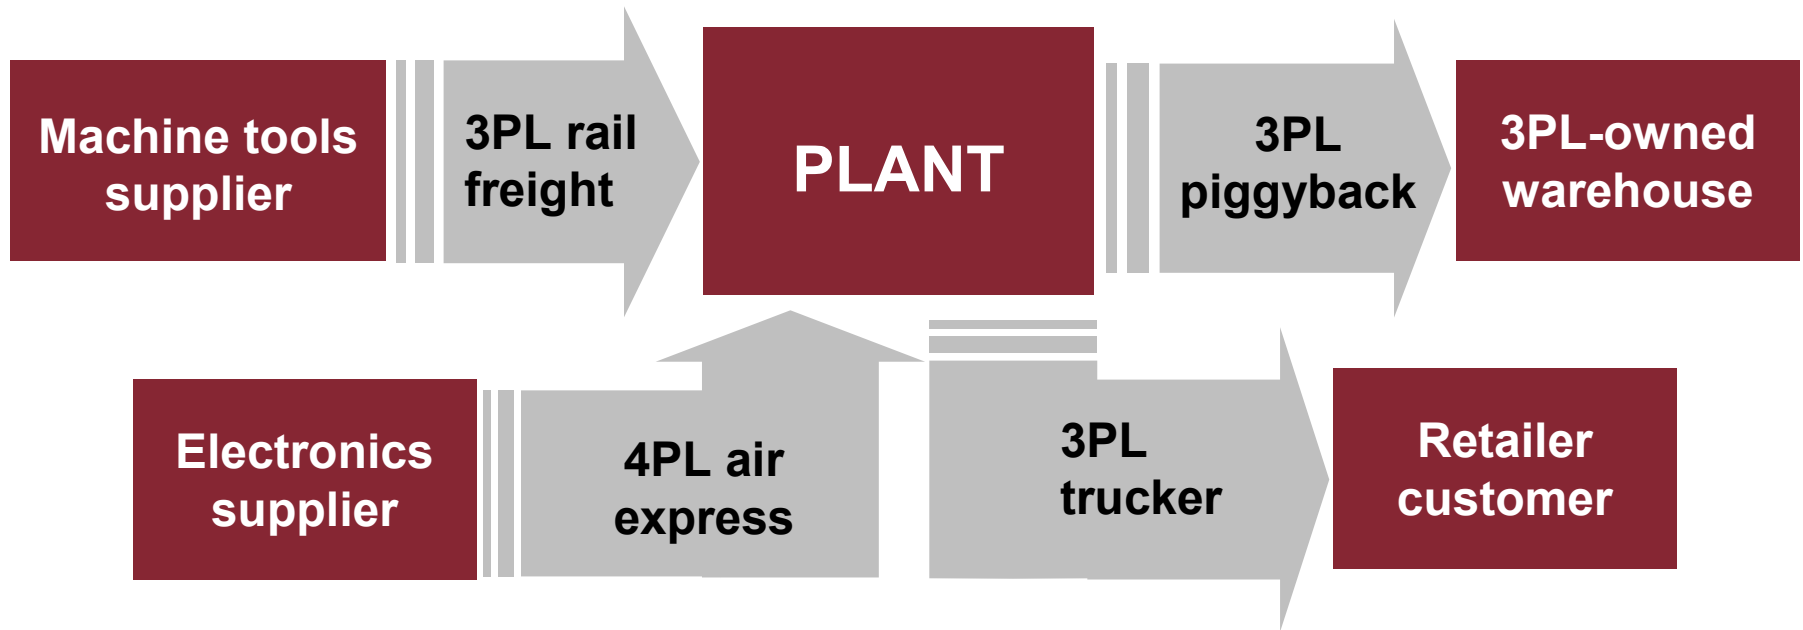 Machine tools
supplier
3PL rail
freight
PLANT
3PL
piggyback
3PL-owned
warehouse
Electronics
supplier
4PL air
express
3PL
trucker
Retailer
customer